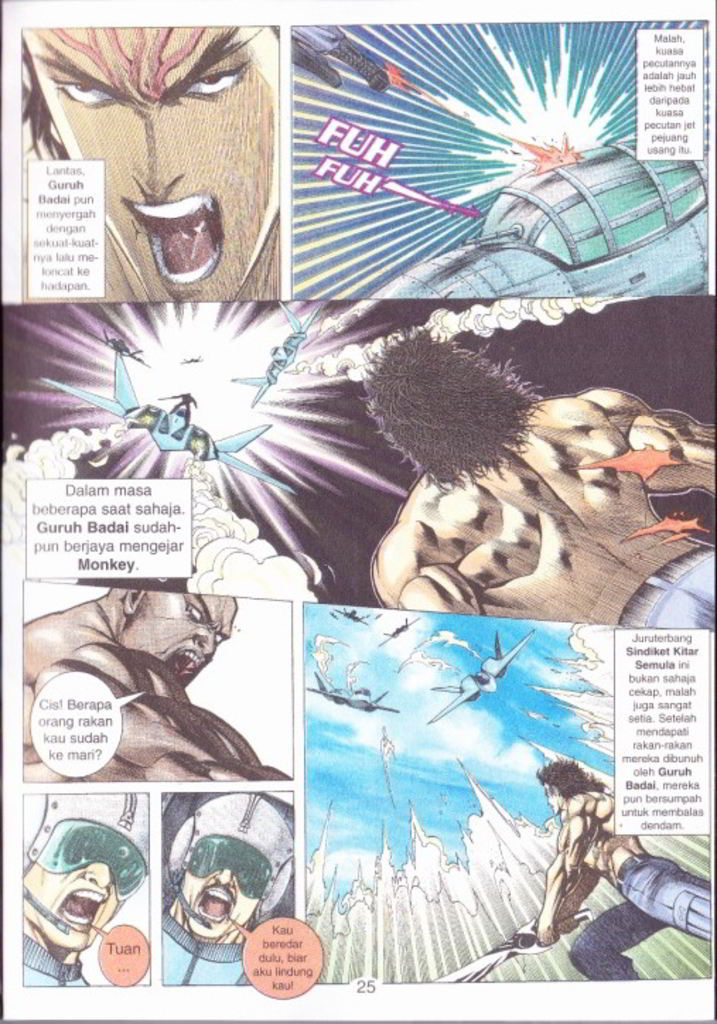 Lantas,
Guruh
Badai pun
menyergah
dengan
sekuat-kuat-
nya lalu me-
loncat ke
hadapan.
FUH
FUH
Malah,
kuasa
pecutannya
adalah jauh
lebih hebat
daripada
kuasa
pecutan jet
pejuang
usang itu.
Dalam masa
beberapa saat sahaja.
Guruh Badai sudah-
pun berjaya mengejar
Monkey.
Cis! Berapa
orang rakan
kau sudah
ke mari?
Juruterbang
Sindiket Kitar
Semula ini
bukan sahaja
cekap, malah
juga sangat
setia. Setelah
mendapati
rakan-rakan
mereka dibunuh
oleh Guruh
Badai, mereka
pun bersumpah
untuk membalas
dendam.
Tuan
...
Kau
beredar
dulu, biar
aku lindung
kau!
25